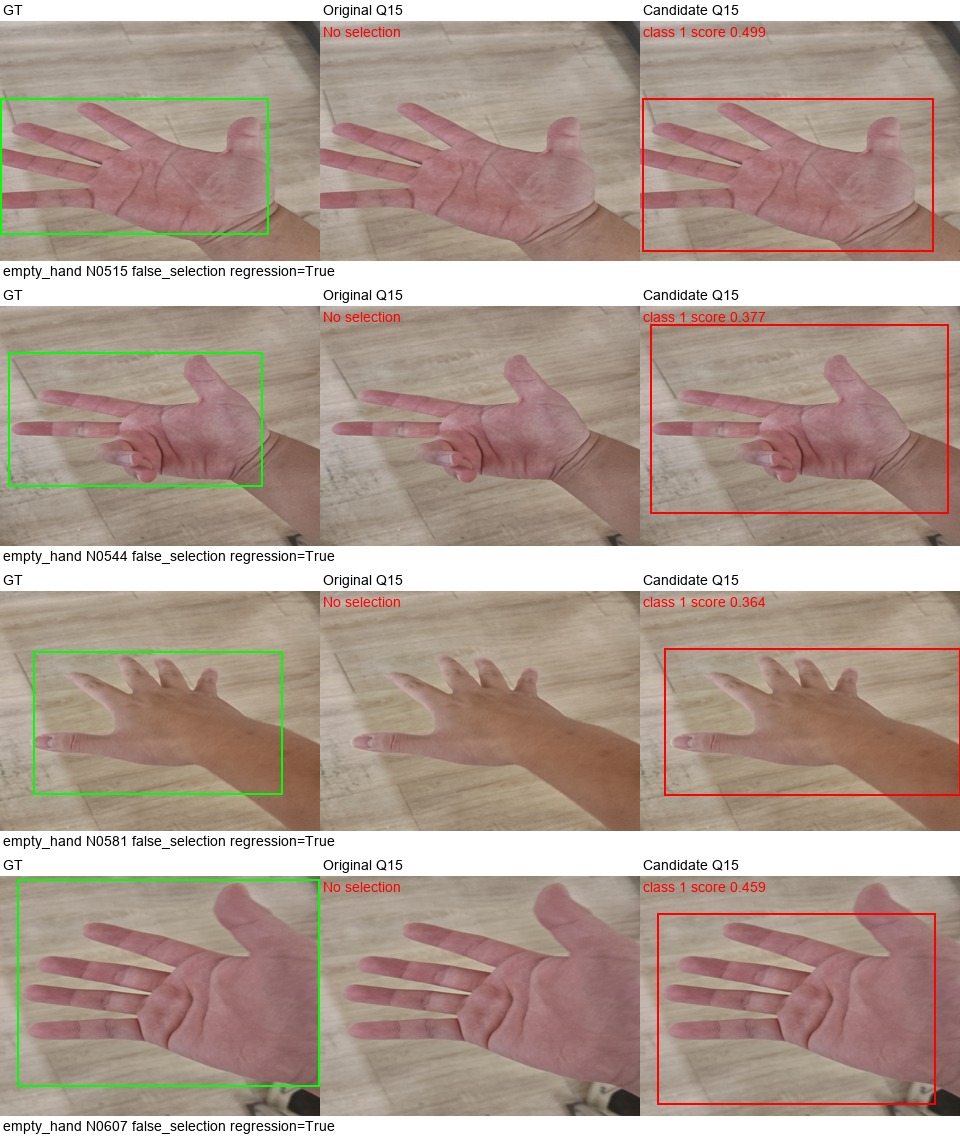 GT Original Q15 Candidate Q15
No selection class 1 score 0.499
empty_hand N0515 false_selection regression=True
GT Original Q15 Candidate Q15
No selection class 1 score 0.377
empty_hand N0544 false_selection regression=True
GT Original Q15 Candidate Q15
No selection class 1 score 0.364
empty_hand N0581 false_selection regression=True
GT Original Q15 Candidate Q15
No selection class 1 score 0.459
empty_hand N0607 false_selection regression=True